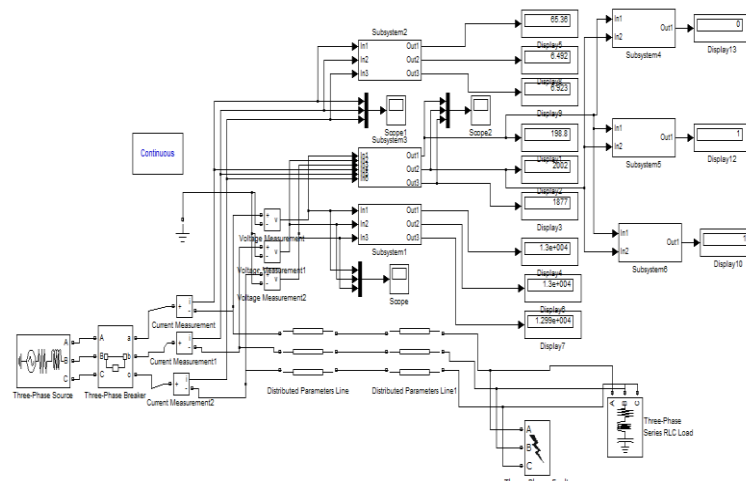 Subsystem2
In1
In2
In3
Out1
Out2
Out3
65.36
Display5
6.492
6.923
Display9
In1
In2
Out1
Subsystem4
0
Display13
Scope1
Scope2
Subsystem3
Continuous
Out1
Out2
Out3
198.8
2002
Display2
1877
Display3
In1
In2
Out1
Subsystem5
1
Display12
In1
In2
In3
Out1
Out2
Out3
Subsystem1
1.3e+004
Display4
1.3e+004
Display6
1.299e+004
Display7
In1
In2
Out1
Subsystem6
Display10
Scope
+
-
v
Voltage Measurement
+
-
v
Voltage Measurement1
+
-
v
Voltage Measurement2
+
i
-
Current Measurement
+
i
-
Current Measurement1
+
i
-
Current Measurement2
A
B
C
Three-Phase Source
A
B
C
a
b
c
Three-Phase Breaker
Distributed Parameters Line
Distributed Parameters Line1
A
B
C
Three-Phase
Series RLC Load
A
B
C